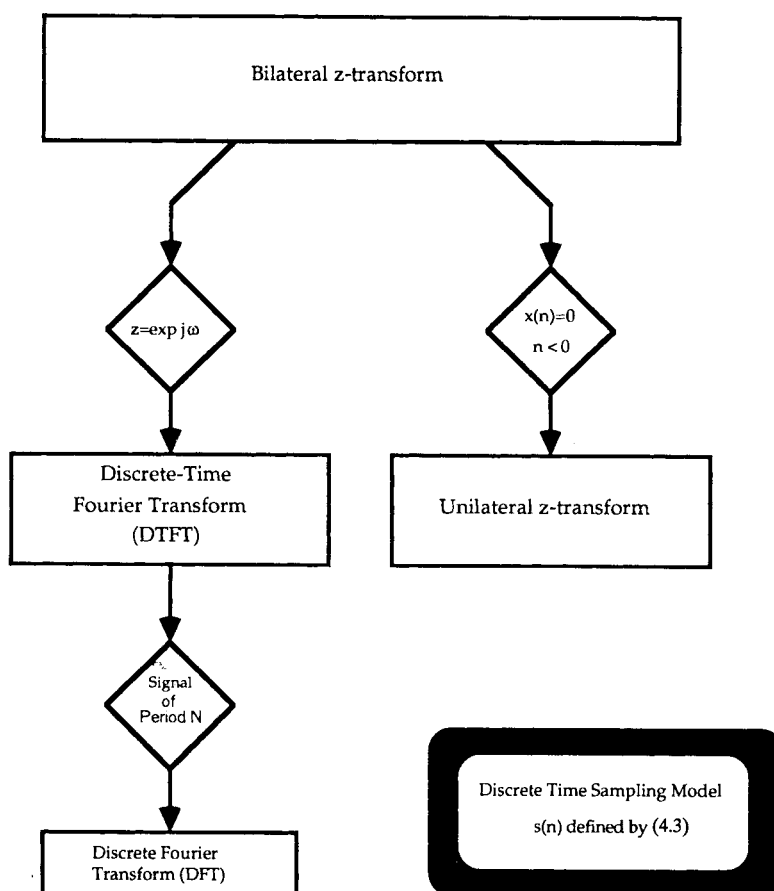 Bilateral z-transform
z=exp jω
x(n)=0
n < 0
Discrete-Time
Fourier Transform
(DTFT)
Unilateral z-transform
Signal
of
Period N
Discrete Time Sampling Model
s(n) defined by (4.3)
Discrete Fourier
Transform (DFT)